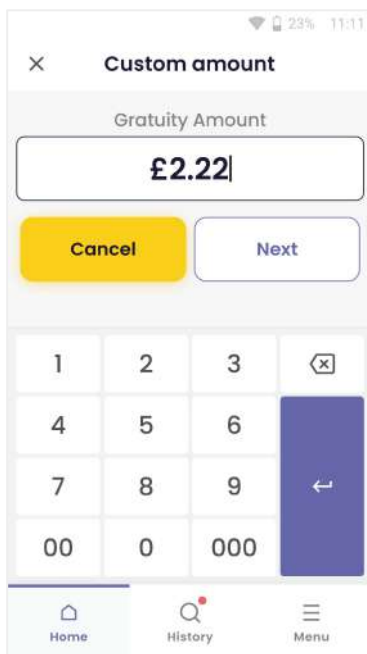 23% 11:11
Custom amount
Gratuity Amount
£2.22
Cancel Next
1 2 3
4 5 6
7 8 9
00 0 000
Home History Menu